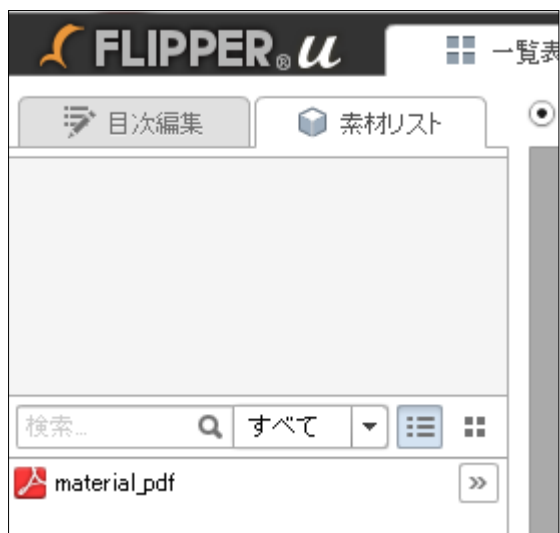 FLIPPER® u 一覧表
目次編集 素材リスト
検索... すべて
material_pdf